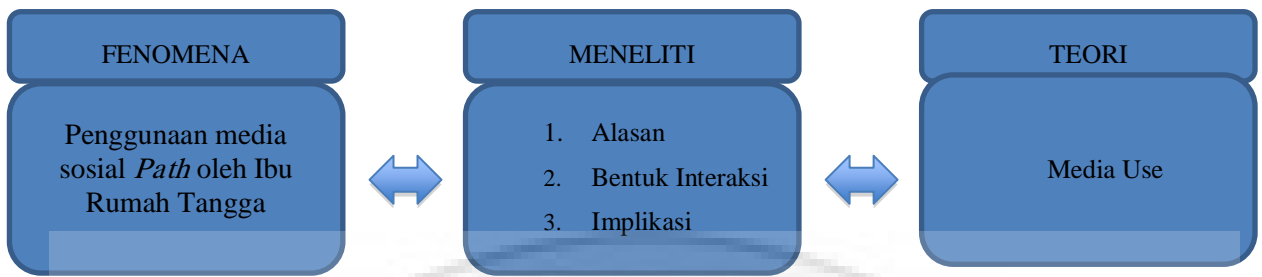 FENOMENA
Penggunaan media
sosial Path oleh Ibu
Rumah Tangga
MENELITI
1. Alasan
2. Bentuk Interaksi
3. Implikasi
TEORI
Media Use